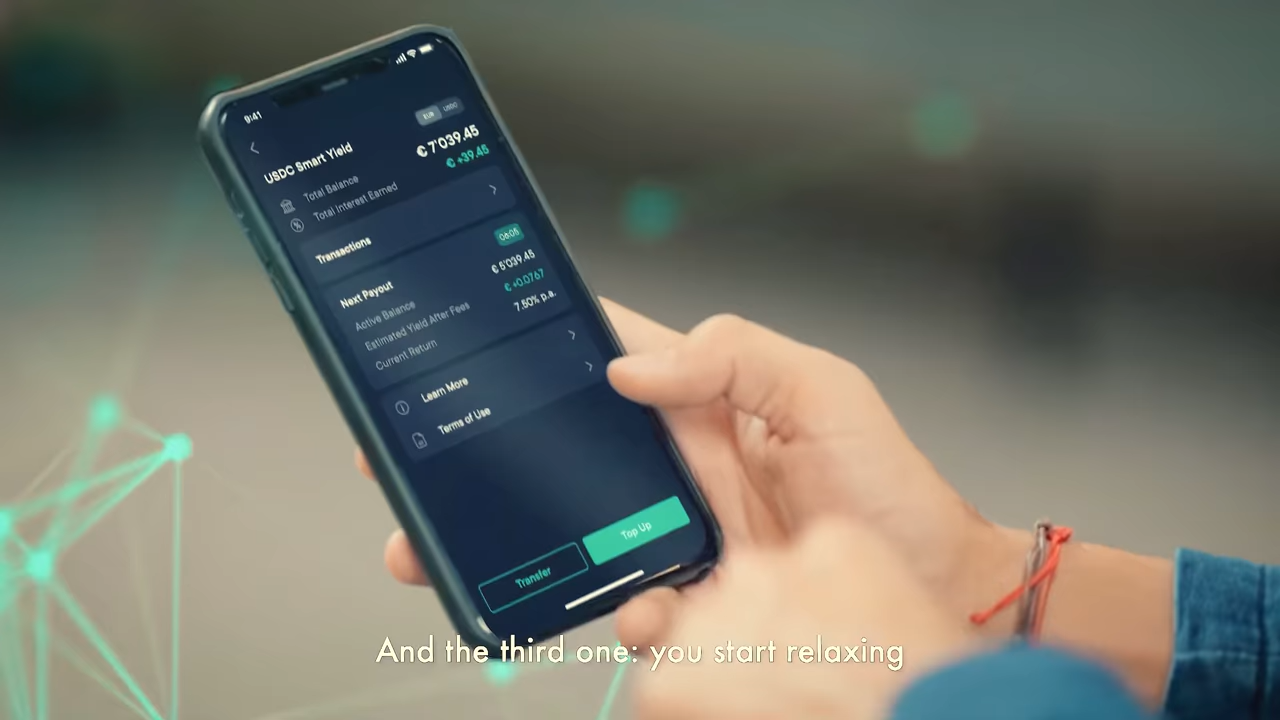 9:41
EUR USDC
USDC Smart Yield
€ 7'039.45
Total Balance
€ +39.45
Total Interest Earned
Transactions
Next Payout
06:05
Active Balance
€ 5'039.45
Estimated Yield After Fees
€ +0.0767
Current Return
7.50% p.a.
Learn More
Terms of Use
Transfer
Top Up
And the third one: you start relaxing